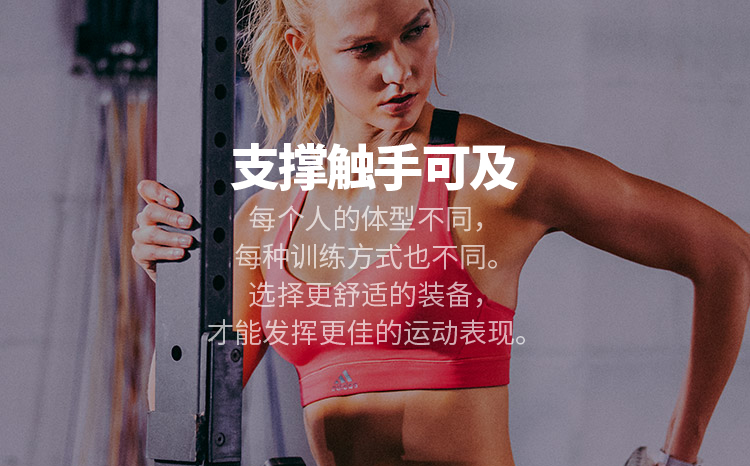 支撑触手可及
每个人的体型不同，
每种训练方式也不同。
选择更舒适的装备，
才能发挥更佳的运动表现。